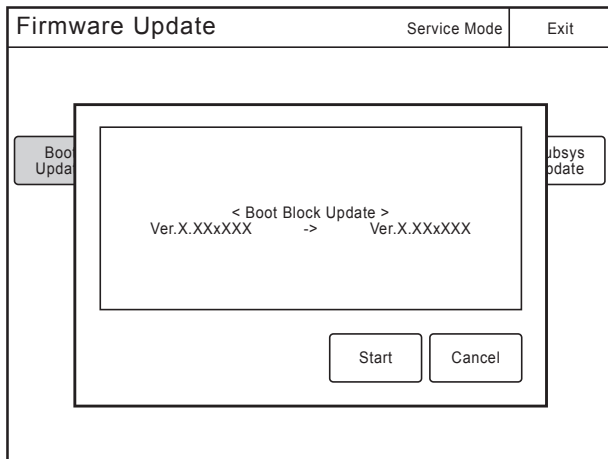 Firmware Update
Service Mode
Exit
Boot
Upda
ubsys
pdate
< Boot Block Update >
Ver.X.XXxXXX -> Ver.X.XXxXXX
Start
Cancel